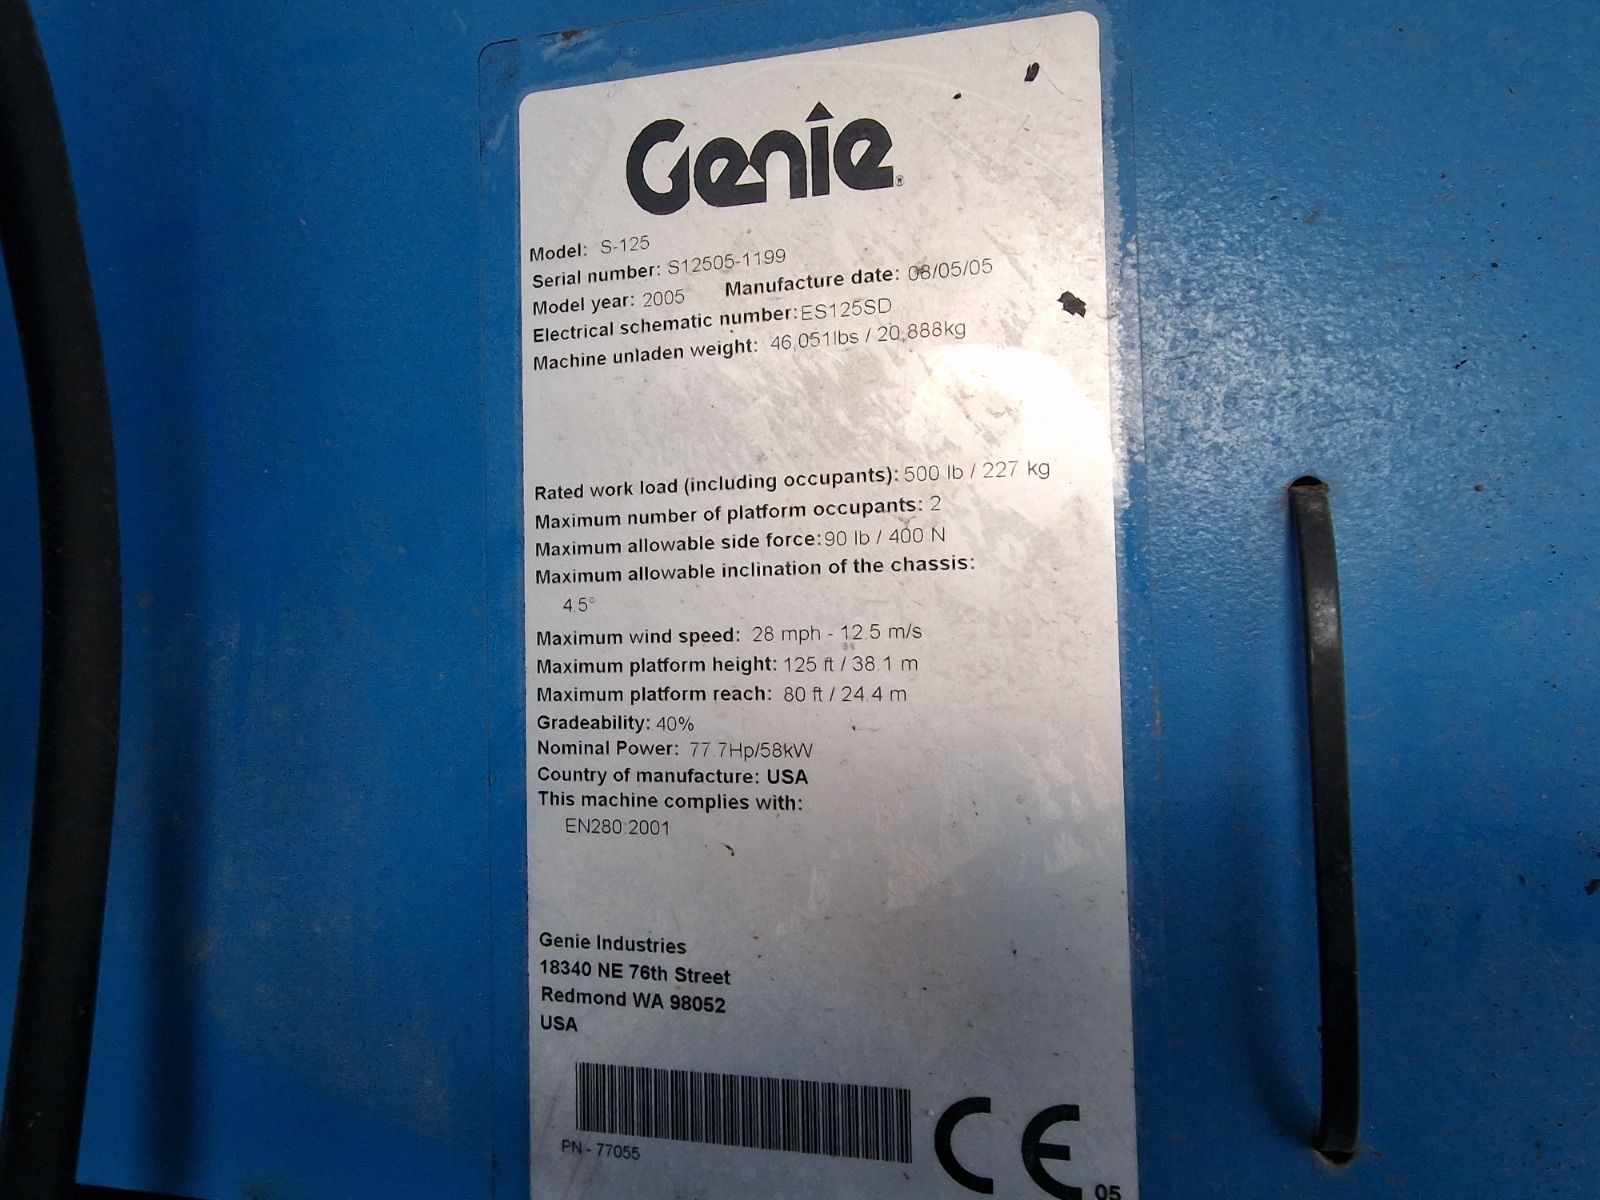 Genie®
Model: S-125
Serial number: S12505-1199
Model year: 2005 Manufacture date: 08/05/05
Electrical schematic number:ES125SD
Machine unladen weight: 46,051lbs / 20,888kg
Rated work load (including occupants): 500 lb / 227 kg
Maximum number of platform occupants: 2
Maximum allowable side force:90 lb / 400 N
Maximum allowable inclination of the chassis:
4.5°
Maximum wind speed: 28 mph - 12.5 m/s
Maximum platform height: 125 ft / 38.1 m
Maximum platform reach: 80 ft / 24.4 m
Gradeability: 40%
Nominal Power: 77.7Hp/58kW
Country of manufacture: USA
This machine complies with:
EN280:2001
Genie Industries
18340 NE 76th Street
Redmond WA 98052
USA
PN - 77055
CE
05